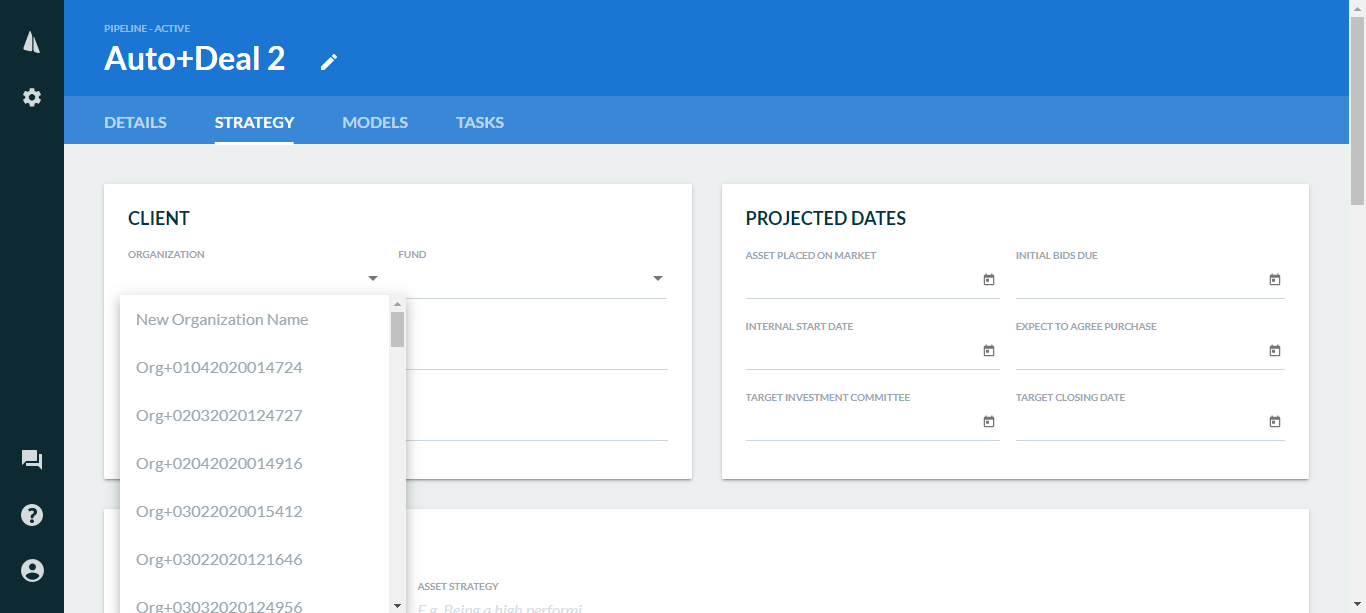 PIPELINE - ACTIVE
Auto+Deal 2
DETAILS STRATEGY MODELS TASKS
CLIENT
ORGANIZATION FUND
New Organization Name
Org+01042020014724
Org+02032020124727
Org+02042020014916
Org+03022020015412
Org+03022020121646
Org+03032020124956
PROJECTED DATES
ASSET PLACED ON MARKET INITIAL BIDS DUE
INTERNAL START DATE EXPECT TO AGREE PURCHASE
TARGET INVESTMENT COMMITTEE TARGET CLOSING DATE
ASSET STRATEGY
E.g. Being a high performi